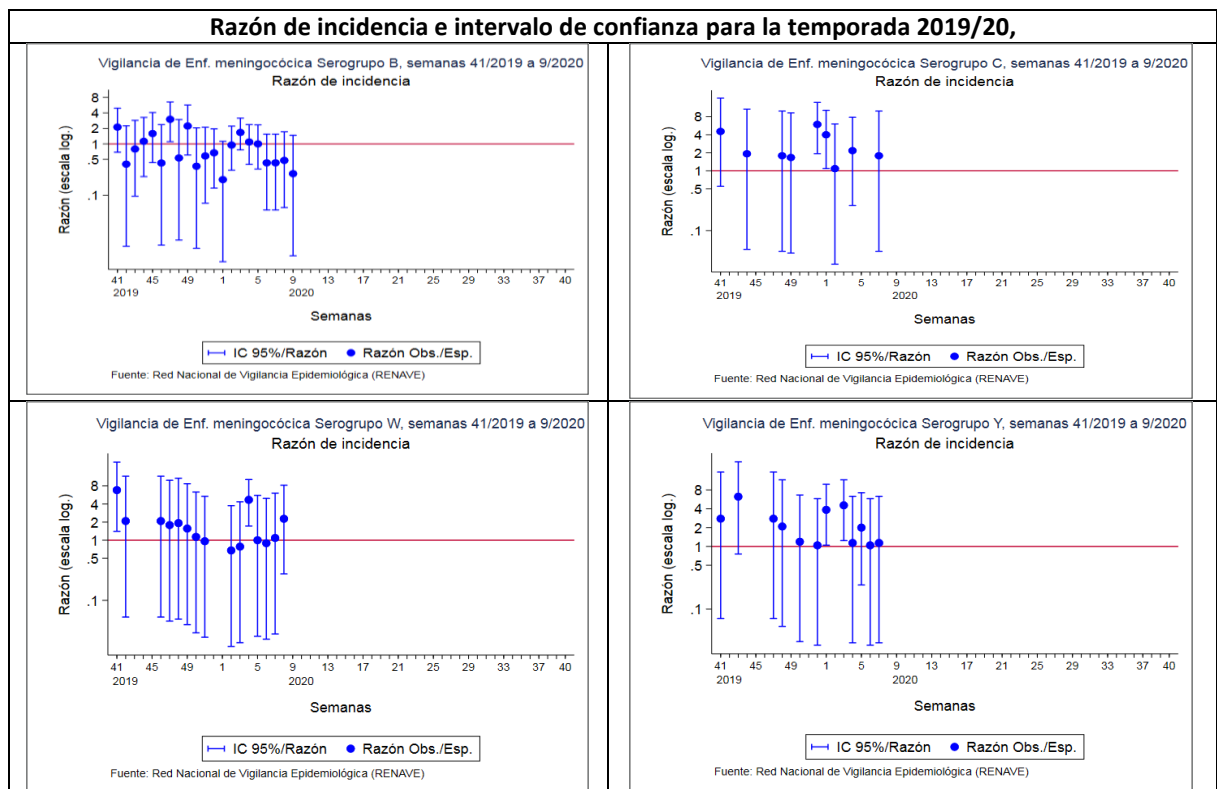 Razón de incidencia e intervalo de confianza para la temporada 2019/20,
Vigilancia de Enf. meningocócica Serogrupo B, semanas 41/2019 a 9/2020
Razón de incidencia
Razón (escala log.)
8
4
2
1
.5
.1
41 45 49 1 5 9 13 17 21 25 29 33 37 40
2019 2020
Semanas
IC 95%/Razón Razón Obs./Esp.
Fuente: Red Nacional de Vigilancia Epidemiológica (RENAVE)
Vigilancia de Enf. meningocócica Serogrupo C, semanas 41/2019 a 9/2020
Razón de incidencia
Razón (escala log.)
8
4
2
1
.5
.1
41 45 49 1 5 9 13 17 21 25 29 33 37 40
2019 2020
Semanas
IC 95%/Razón Razón Obs./Esp.
Fuente: Red Nacional de Vigilancia Epidemiológica (RENAVE)
Vigilancia de Enf. meningocócica Serogrupo W, semanas 41/2019 a 9/2020
Razón de incidencia
Razón (escala log.)
8
4
2
1
.5
.1
41 45 49 1 5 9 13 17 21 25 29 33 37 40
2019 2020
Semanas
IC 95%/Razón Razón Obs./Esp.
Fuente: Red Nacional de Vigilancia Epidemiológica (RENAVE)
Vigilancia de Enf. meningocócica Serogrupo Y, semanas 41/2019 a 9/2020
Razón de incidencia
Razón (escala log.)
8
4
2
1
.5
.1
41 45 49 1 5 9 13 17 21 25 29 33 37 40
2019 2020
Semanas
IC 95%/Razón Razón Obs./Esp.
Fuente: Red Nacional de Vigilancia Epidemiológica (RENAVE)